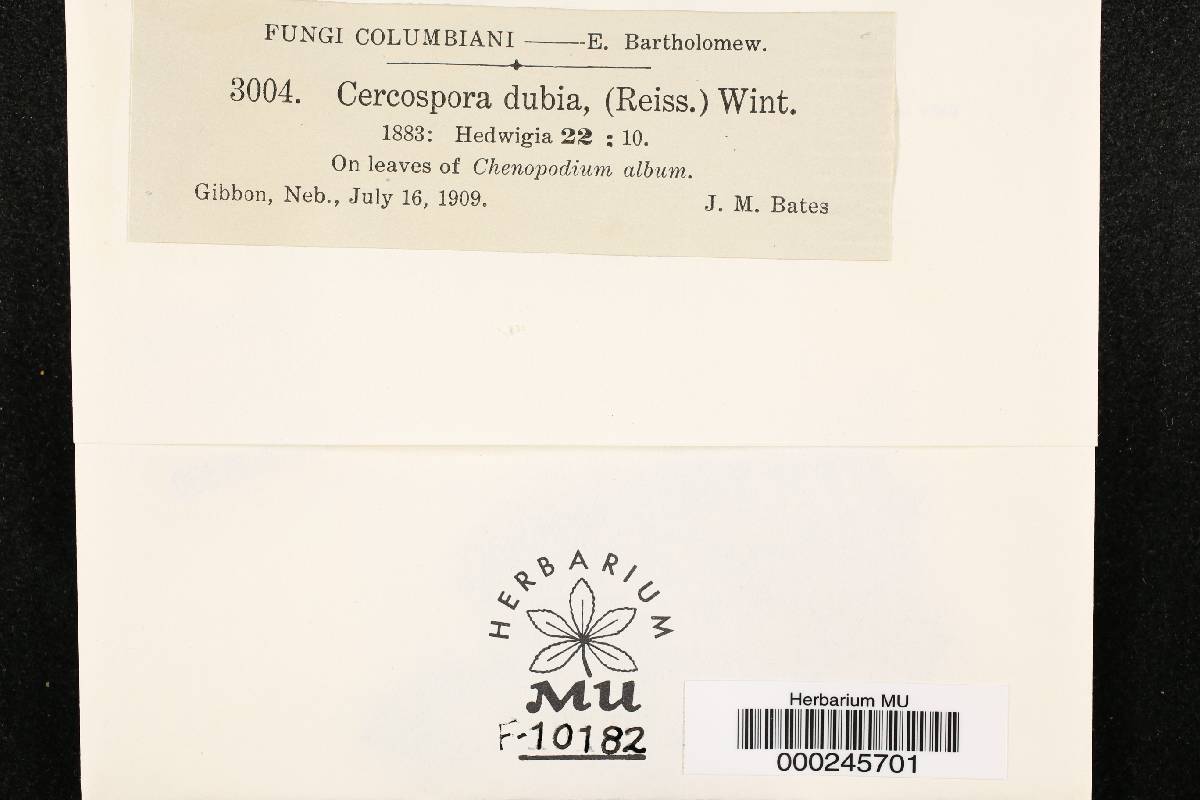 FUNGI COLUMBIANI ——E. Bartholomew.
3004. Cercospora dubia, (Reiss.) Wint.
1883: Hedwigia 22 : 10.
On leaves of Chenopodium album.
Gibbon, Neb., July 16, 1909. J. M. Bates
HERBARIUM
MU
F-10182
Herbarium MU
000245701